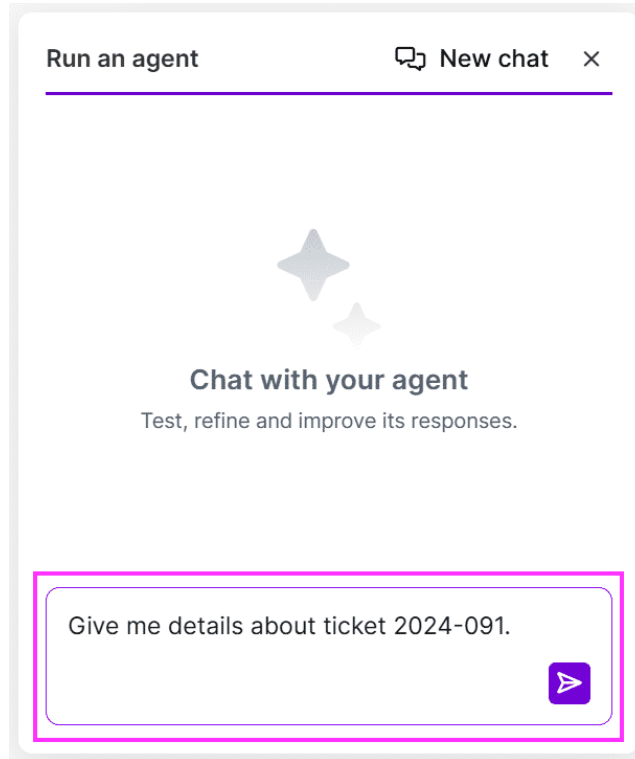 Run an agent
New chat
Chat with your agent
Test, refine and improve its responses.
Give me details about ticket 2024-091.